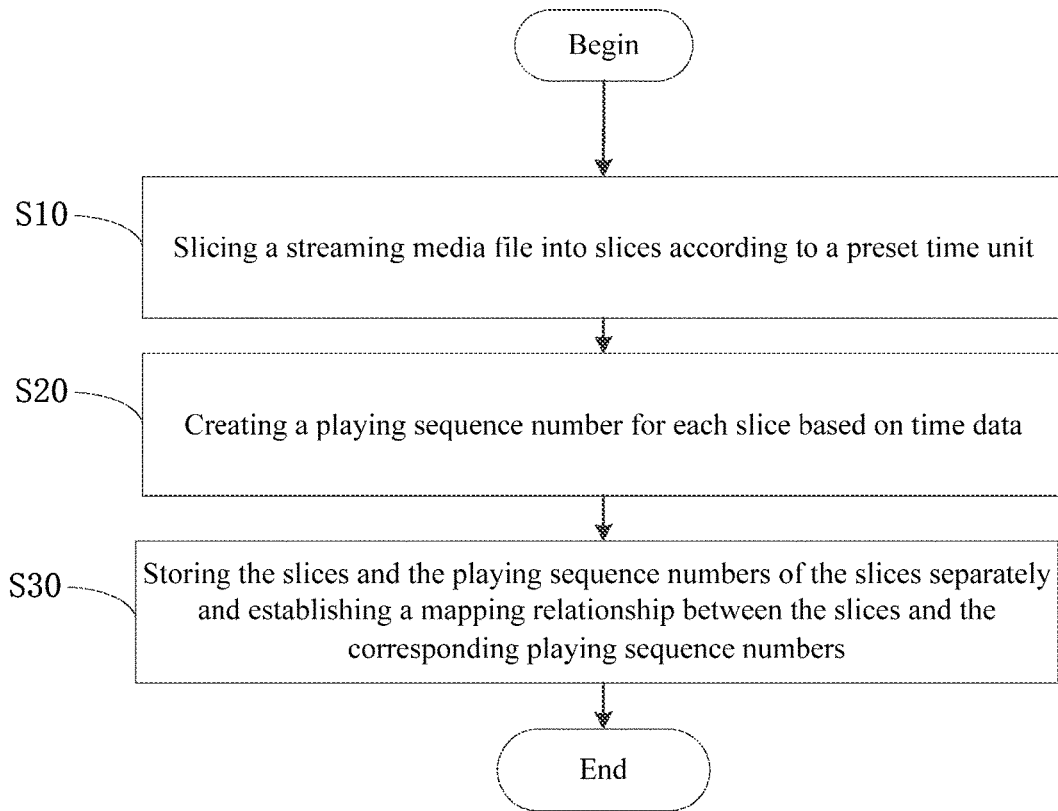 Begin
S10
Slicing a streaming media file into slices according to a preset time unit
S20
Creating a playing sequence number for each slice based on time data
S30
Storing the slices and the playing sequence numbers of the slices separately
and establishing a mapping relationship between the slices and the
corresponding playing sequence numbers
End